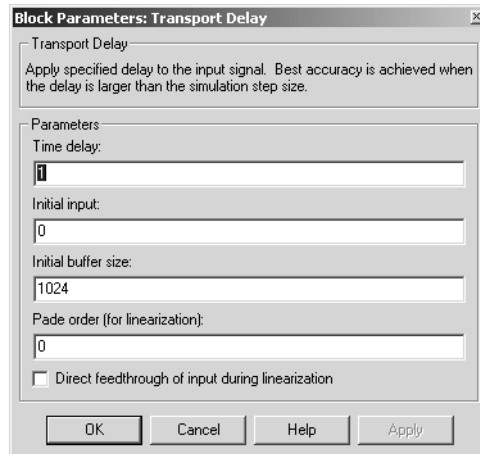 Block Parameters: Transport Delay
Transport Delay
Apply specified delay to the input signal.  Best accuracy is achieved when
the delay is larger than the simulation step size.
Parameters
Time delay:
1
Initial input:
0
Initial buffer size:
1024
Pade order (for linearization):
0
Direct feedthrough of input during linearization
OK Cancel Help Apply